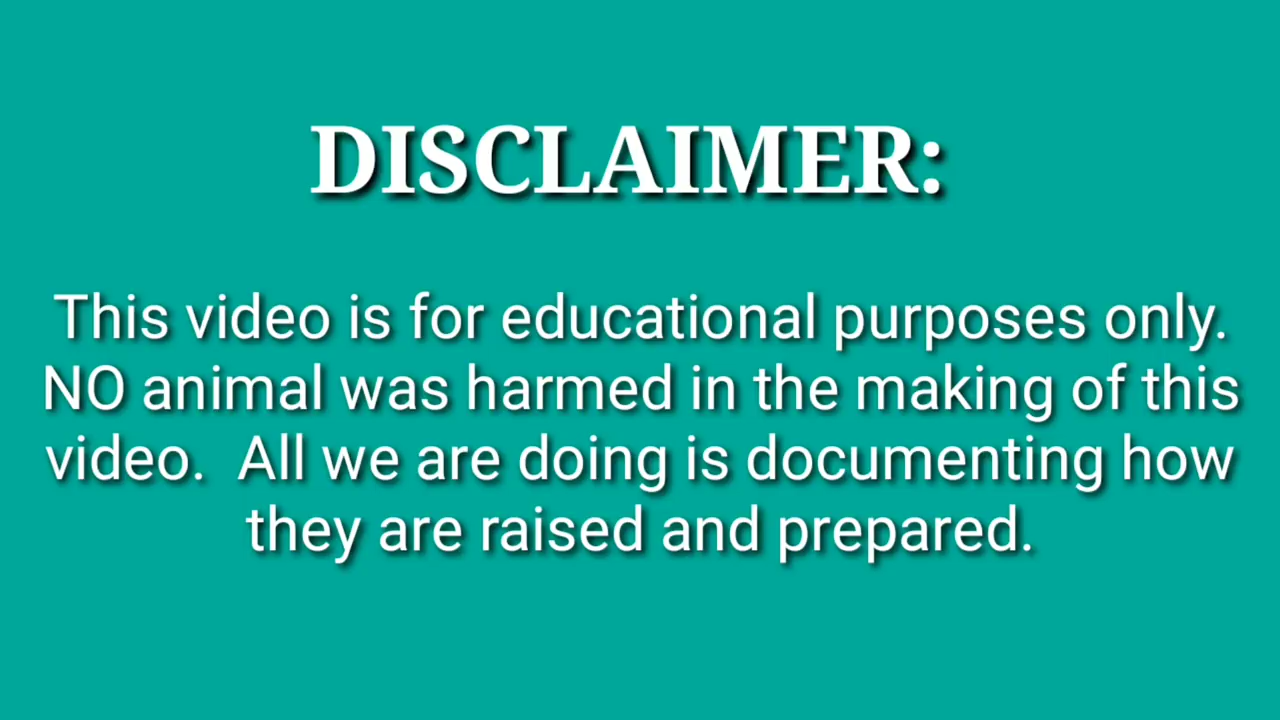 DISCLAIMER:
This video is for educational purposes only.
NO animal was harmed in the making of this
video.  All we are doing is documenting how
they are raised and prepared.